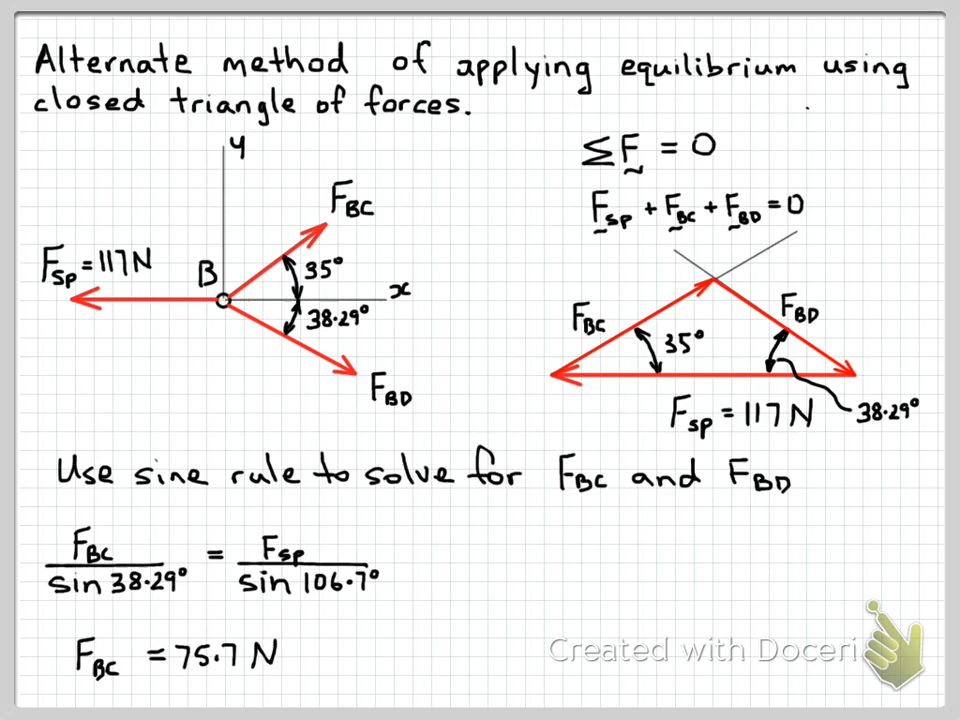 Alternate method of applying equilibrium using
closed triangle of forces.
y
F_BC
F_SP = 117 N
B
35°
x
38.29°
F_BD
∑F = 0
F_SP + F_BC + F_BD = 0
F_BC
F_BD
35°
F_SP = 117 N
38.29°
Use sine rule to solve for F_BC and F_BD
F_BC / sin 38.29° = F_SP / sin 106.7°
F_BC = 75.7 N
Created with Doceri